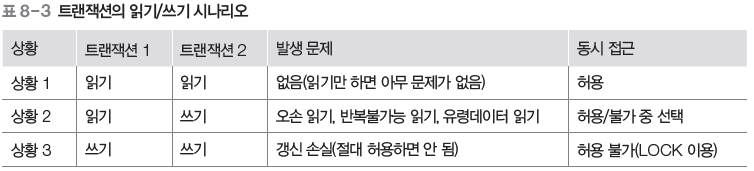 표 8-3 트랜잭션의 읽기/쓰기 시나리오
상황 트랜잭션 1 트랜잭션 2 발생 문제 동시 접근
상황 1 읽기 읽기 없음(읽기만 하면 아무 문제가 없음) 허용
상황 2 읽기 쓰기 오손 읽기, 반복불가능 읽기, 유령데이터 읽기 허용/불가 중 선택
상황 3 쓰기 쓰기 갱신 손실(절대 허용하면 안 됨) 허용 불가(LOCK 이용)